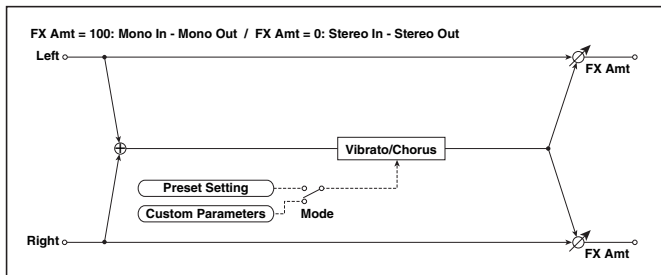 FX Amt = 100: Mono In - Mono Out / FX Amt = 0: Stereo In - Stereo Out
Left
FX Amt
Vibrato/Chorus
Preset Setting
Custom Parameters
Mode
Right
FX Amt